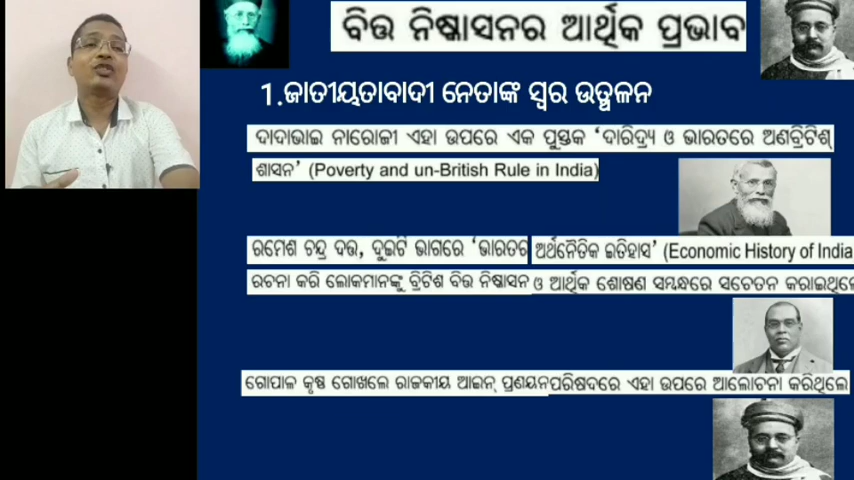 ବିତ୍ତ ନିଷ୍କାସନର ଆର୍ଥିକ ପ୍ରଭାବ
1.ଜାତୀୟତାବାଦୀ ନେତାଙ୍କ ସ୍ୱର ଉତ୍ଥଳନ
ଦାଦାଭାଇ ନାରୋଜୀ ଏହା ଉପରେ ଏକ ପୁସ୍ତକ ‘ଦାରିଦ୍ର୍ୟ ଓ ଭାରତରେ ଅଣବ୍ରିଟିଶ୍
ଶାସନ’ (Poverty and un-British Rule in India)
ରମେଶ ଚନ୍ଦ୍ର ଦତ୍ତ, ଦୁଇଟି ଭାଗରେ ‘ଭାରତର ଅର୍ଥନୈତିକ ଇତିହାସ’ (Economic History of India
ରଚନା କରି ଲୋକମାନଙ୍କୁ ବ୍ରିଟିଶ ବିତ୍ତ ନିଷ୍କାସନ ଓ ଆର୍ଥିକ ଶୋଷଣ ସମ୍ବନ୍ଧରେ ସଚେତନ କରାଇଥିଲେ
ଗୋପାଳ କୃଷ୍ଣ ଗୋଖଲେ ରାଜକୀୟ ଆଇନ୍ ପ୍ରଣୟନ ପରିଷଦରେ ଏହା ଉପରେ ଆଲୋଚନା କରିଥିଲେ